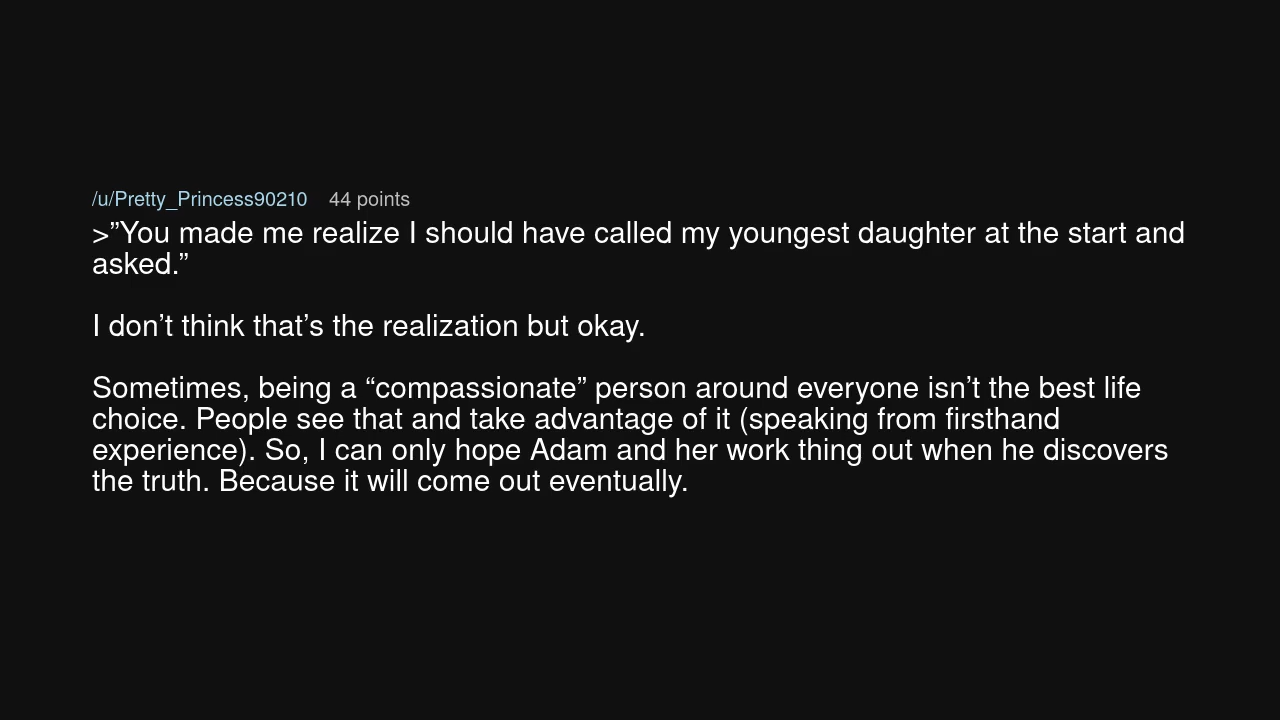 /u/Pretty_Princess90210 44 points
>”You made me realize I should have called my youngest daughter at the start and
asked.”
I don’t think that’s the realization but okay.
Sometimes, being a “compassionate” person around everyone isn’t the best life
choice. People see that and take advantage of it (speaking from firsthand
experience). So, I can only hope Adam and her work thing out when he discovers
the truth. Because it will come out eventually.